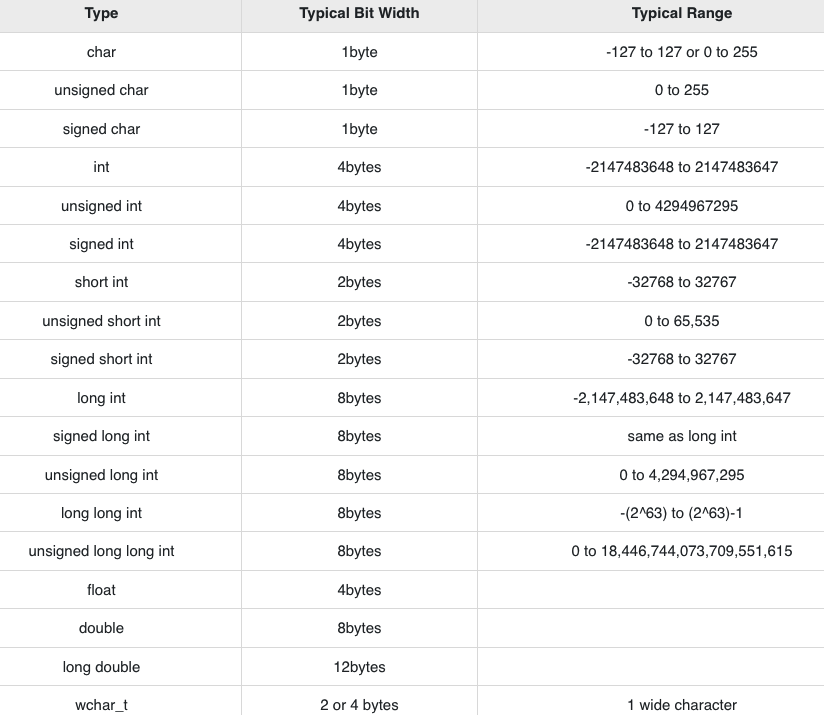 Type Typical Bit Width Typical Range
char 1byte -127 to 127 or 0 to 255
unsigned char 1byte 0 to 255
signed char 1byte -127 to 127
int 4bytes -2147483648 to 2147483647
unsigned int 4bytes 0 to 4294967295
signed int 4bytes -2147483648 to 2147483647
short int 2bytes -32768 to 32767
unsigned short int 2bytes 0 to 65,535
signed short int 2bytes -32768 to 32767
long int 8bytes -2,147,483,648 to 2,147,483,647
signed long int 8bytes same as long int
unsigned long int 8bytes 0 to 4,294,967,295
long long int 8bytes -(2^63) to (2^63)-1
unsigned long long int 8bytes 0 to 18,446,744,073,709,551,615
float 4bytes
double 8bytes
long double 12bytes
wchar_t 2 or 4 bytes 1 wide character